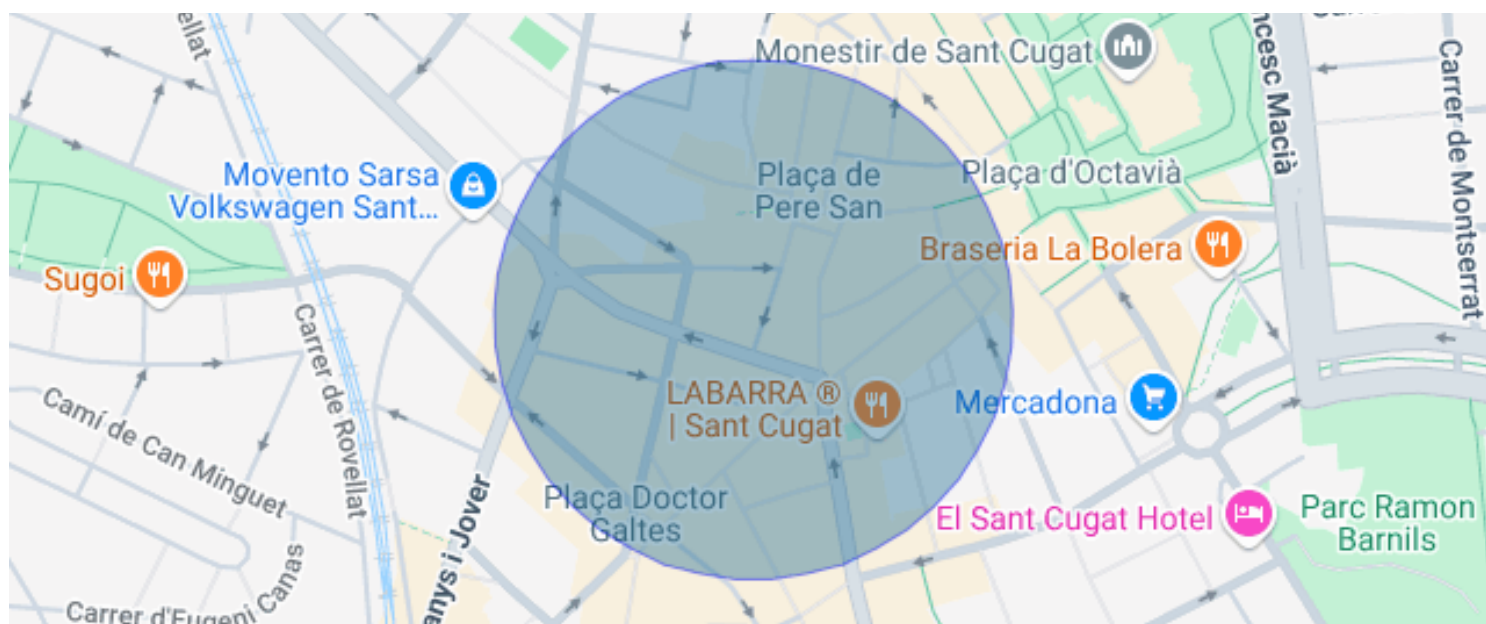 ellat
Monestir de Sant Cugat
ncesc Macià
Carrer de Montserrat
Movento Sarsa
Volkswagen Sant...
Plaça de
Pere San
Plaça d'Octavià
Sugoi
Braseria La Bolera
Carrer de Rovellat
Camí de Can Minguet
LABARRA ®
| Sant Cugat
Mercadona
Plaça Doctor
Galtes
anys i Jover
El Sant Cugat Hotel
Parc Ramon
Barnils
Carrer d'Eugeni Canas